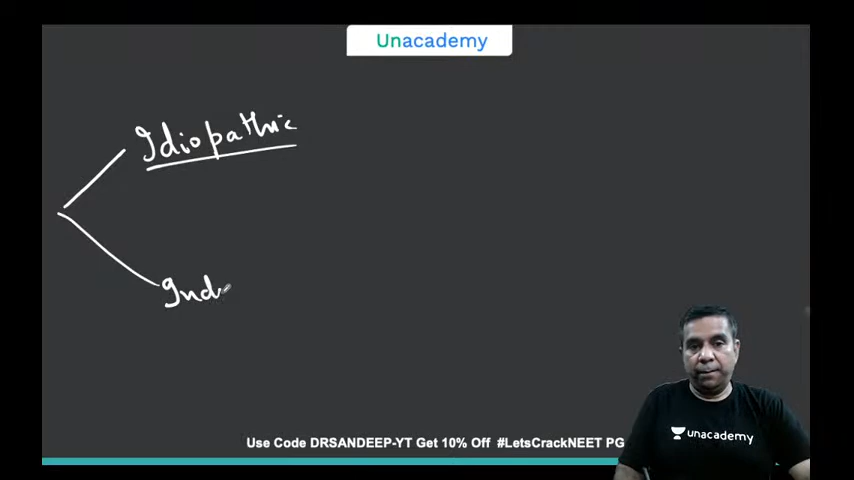 Unacademy
Idiopathic
Ind
unacademy
Use Code DRSANDEEP-YT Get 10% Off #LetsCrackNEET PG